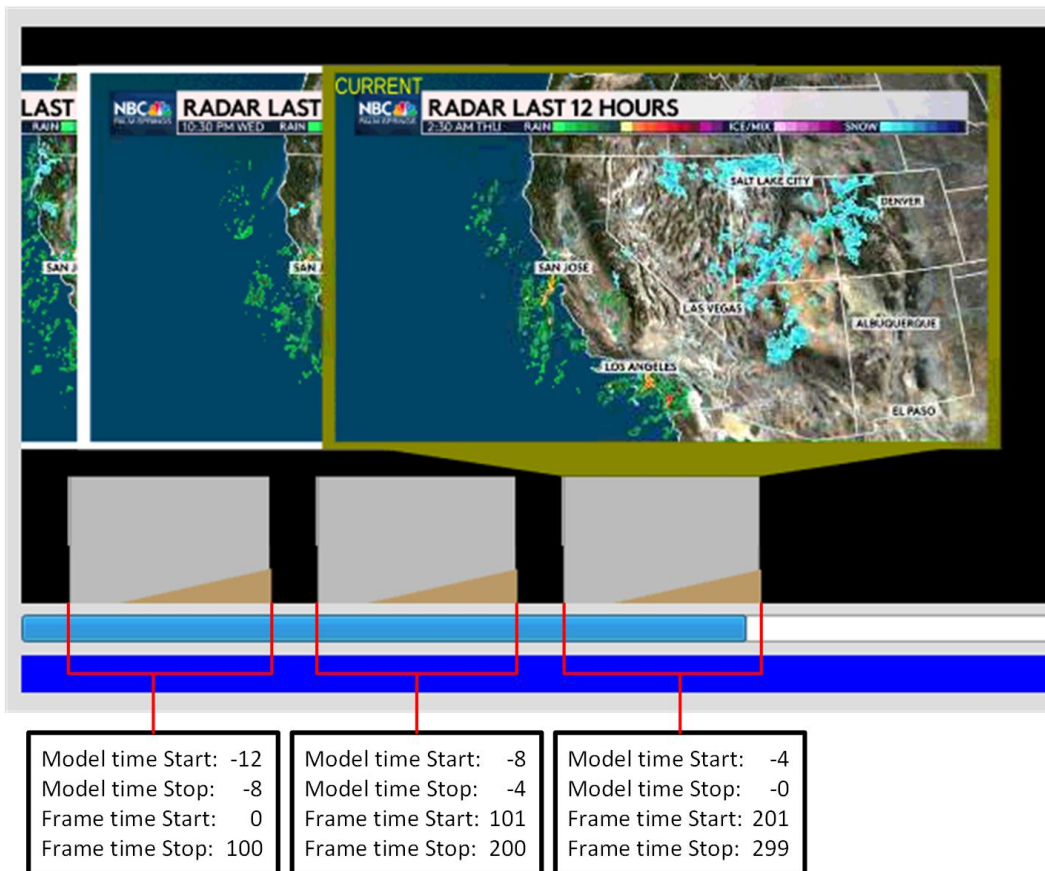 CURRENT
LAST
RAIN
NBC
PALM SPRINGS
RADAR LAST
10:30 PM WED RAIN
NBC
PALM SPRINGS
RADAR LAST 12 HOURS
2:30 AM THU RAIN ICE/MIX SNOW
SALT LAKE CITY
DENVER
SAN J
SAN J
SAN JOSE
LAS VEGAS
ALBUQUERQUE
LOS ANGELES
EL PASO
Model time Start: -12
Model time Stop: -8
Frame time Start: 0
Frame time Stop: 100
Model time Start: -8
Model time Stop: -4
Frame time Start: 101
Frame time Stop: 200
Model time Start: -4
Model time Stop: -0
Frame time Start: 201
Frame time Stop: 299